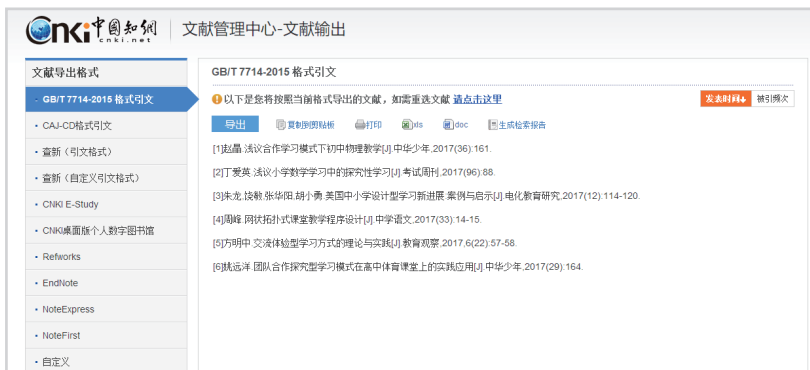 Cnki中国知网 cnki.net 文献管理中心-文献输出
文献导出格式
GB/T 7714-2015 格式引文
CAJ-CD格式引文
查新（引文格式）
查新（自定义引文格式）
CNKI E-Study
CNKI桌面版个人数字图书馆
Refworks
EndNote
NoteExpress
NoteFirst
自定义
GB/T 7714-2015 格式引文
以下是您将按照当前格式导出的文献，如需重选文献 请点击这里
发表时间 被引频次
导出 复制到剪贴板 打印 xls doc 生成检索报告
[1]赵晶.浅议合作学习模式下初中物理教学[J].中华少年,2017(36):161.
[2]丁爱英.浅议小学数学学习中的探究性学习[J].考试周刊,2017(96):88.
[3]朱龙,饶敏,张华阳,胡小勇.美国中小学设计型学习新进展:案例与启示[J].电化教育研究,2017(12):114-120.
[4]周峰.网状拓扑式课堂教学程序设计[J].中学语文,2017(33):14-15.
[5]方明中.交流体验型学习方式的理论与实践[J].教育观察,2017,6(22):57-58.
[6]姚远洋.团队合作探究型学习模式在高中体育课堂上的实践应用[J].中华少年,2017(29):164.